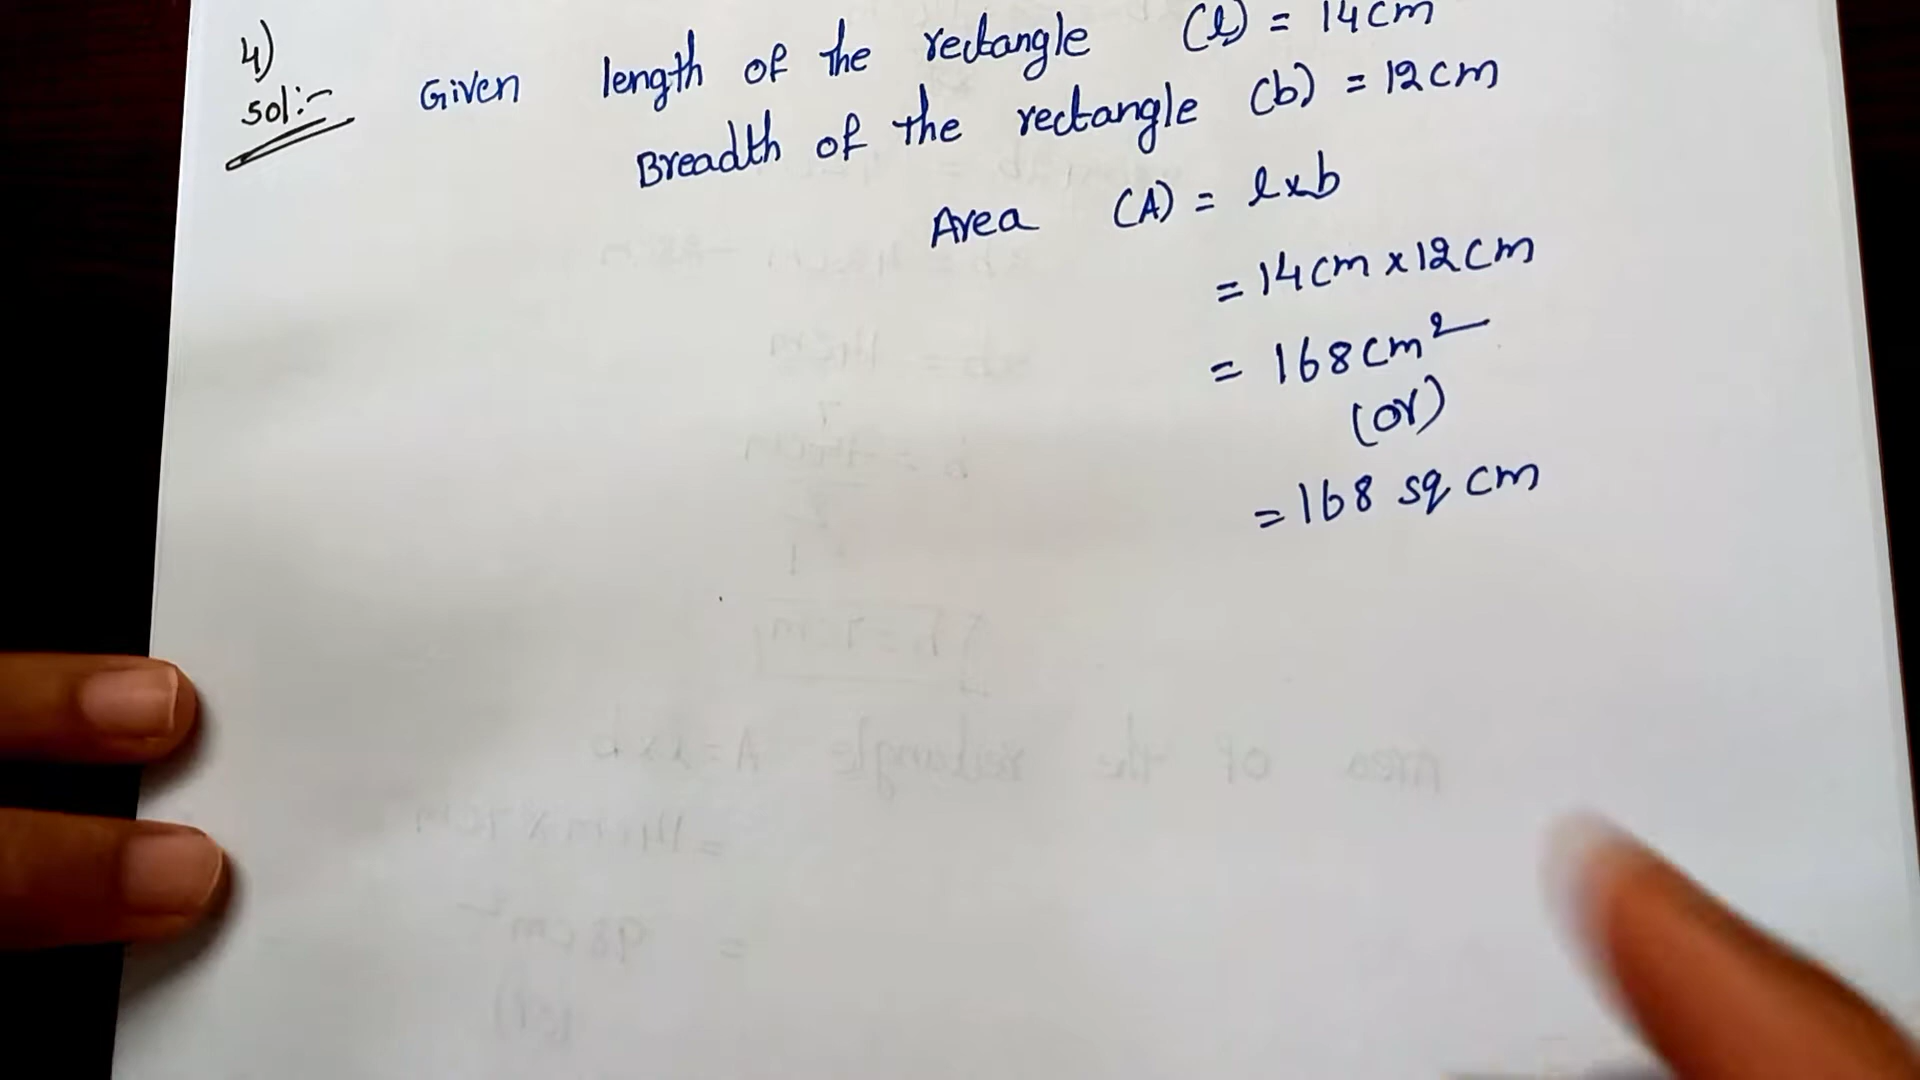 4)
Sol:- Given length of the rectangle (l) = 14cm
Breadth of the rectangle (b) = 12cm
Area (A) = l×b
= 14cm×12cm
= 168cm²
(or)
= 168 sq cm